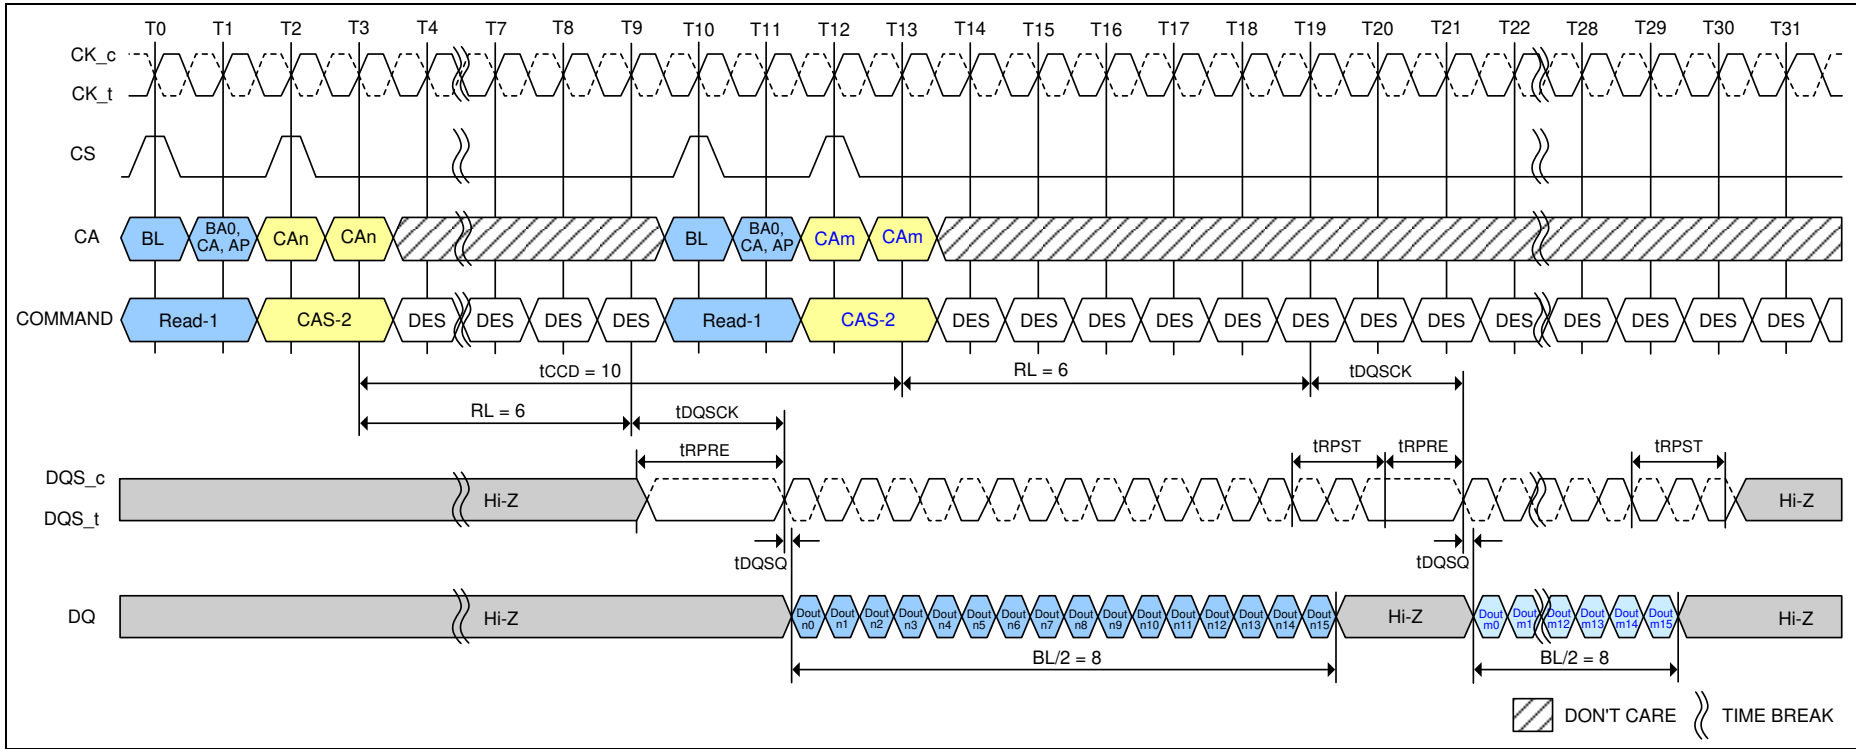 T0 T1 T2 T3 T4 T7 T8 T9 T10 T11 T12 T13 T14 T15 T16 T17 T18 T19 T20 T21 T22 T28 T29 T30 T31
CK_c
CK_t
CS
CA BL BA0, CA, AP CAn CAn BL BA0, CA, AP CAm CAm
COMMAND Read-1 CAS-2 DES DES DES DES Read-1 CAS-2 DES DES DES DES DES DES DES DES DES DES DES DES DES
tCCD = 10 RL = 6 tDQSCK
RL = 6 tDQSCK
tRPRE tRPST tRPRE tRPST
DQS_c
Hi-Z Hi-Z
DQS_t
tDQSQ tDQSQ
DQ Hi-Z Dout n0 Dout n1 Dout n2 Dout n3 Dout n4 Dout n5 Dout n6 Dout n7 Dout n8 Dout n9 Dout n10 Dout n11 Dout n12 Dout n13 Dout n14 Dout n15 Hi-Z Dout m0 Dout m1 Dout m12 Dout m13 Dout m14 Dout m15 Hi-Z
BL/2 = 8 BL/2 = 8
DON'T CARE TIME BREAK